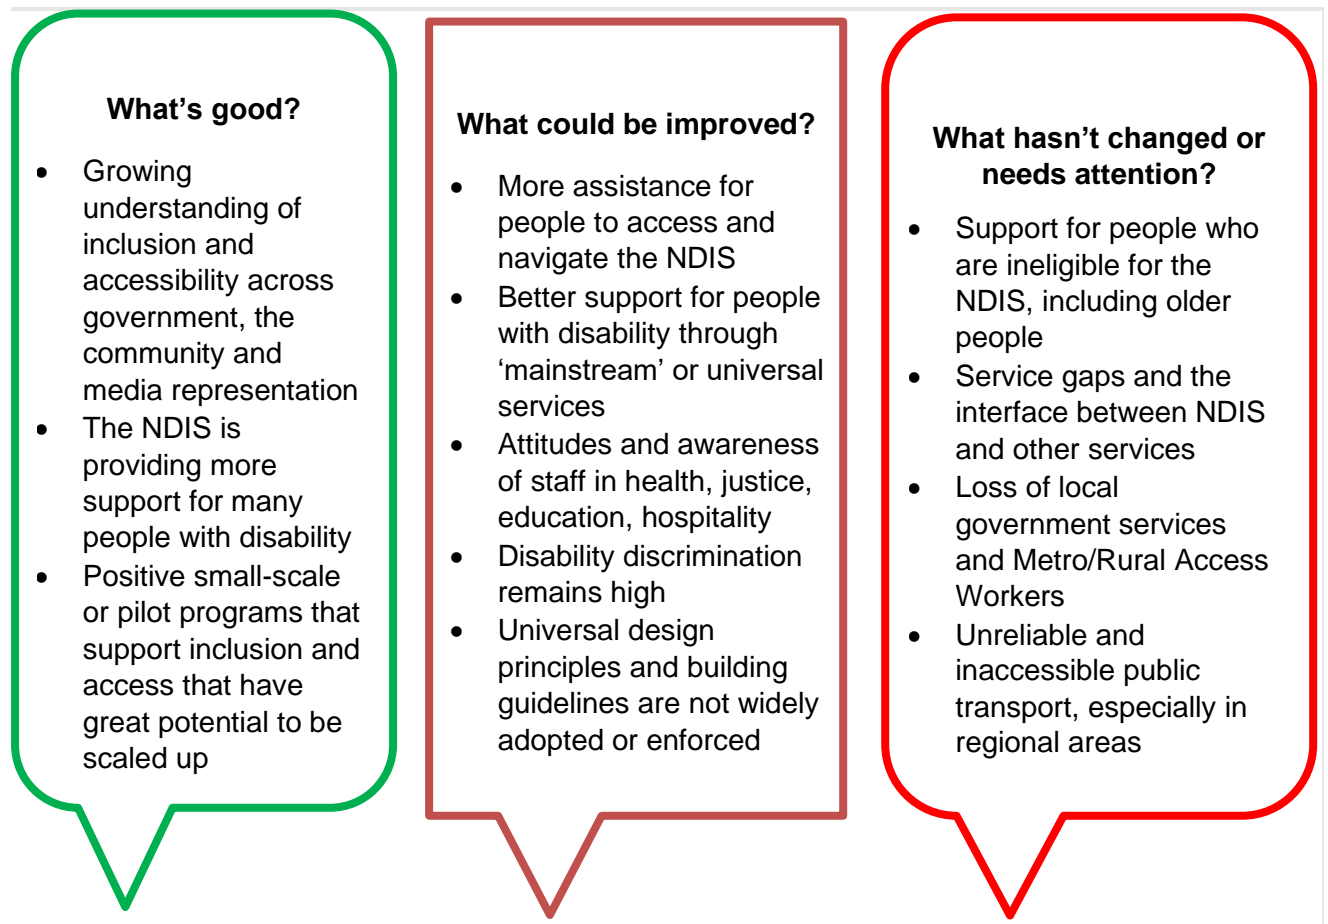 What’s good?
• Growing
understanding of
inclusion and
accessibility across
government, the
community and
media representation
• The NDIS is
providing more
support for many
people with disability
• Positive small-scale
or pilot programs that
support inclusion and
access that have
great potential to be
scaled up
What could be improved?
• More assistance for
people to access and
navigate the NDIS
• Better support for people
with disability through
‘mainstream’ or universal
services
• Attitudes and awareness
of staff in health, justice,
education, hospitality
• Disability discrimination
remains high
• Universal design
principles and building
guidelines are not widely
adopted or enforced
What hasn’t changed or
needs attention?
• Support for people who
are ineligible for the
NDIS, including older
people
• Service gaps and the
interface between NDIS
and other services
• Loss of local
government services
and Metro/Rural Access
Workers
• Unreliable and
inaccessible public
transport, especially in
regional areas